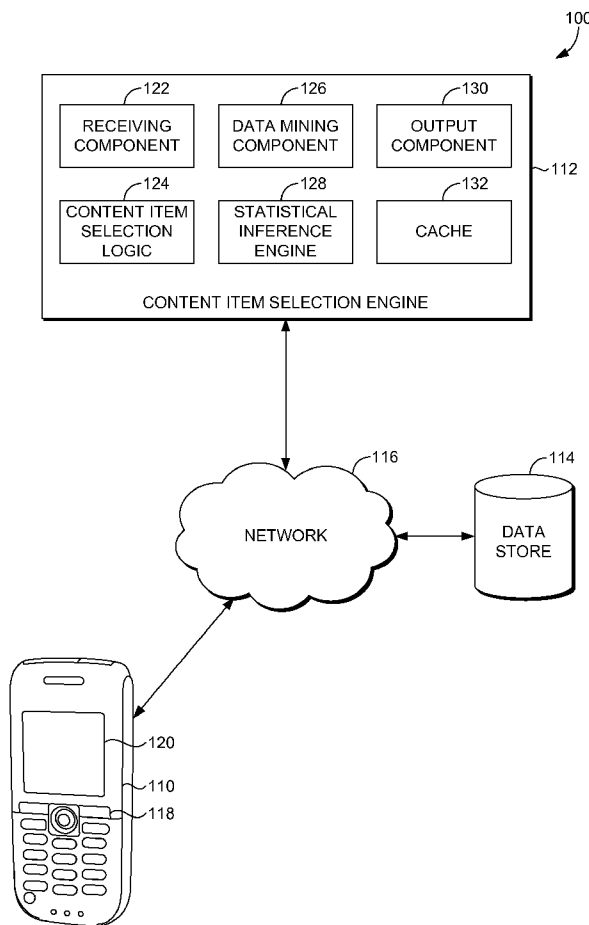 100
122
126
130
RECEIVING
COMPONENT
DATA MINING
COMPONENT
OUTPUT
COMPONENT
112
124
128
132
CONTENT ITEM
SELECTION
LOGIC
STATISTICAL
INFERENCE
ENGINE
CACHE
CONTENT ITEM SELECTION ENGINE
116
114
NETWORK
DATA
STORE
120
110
118